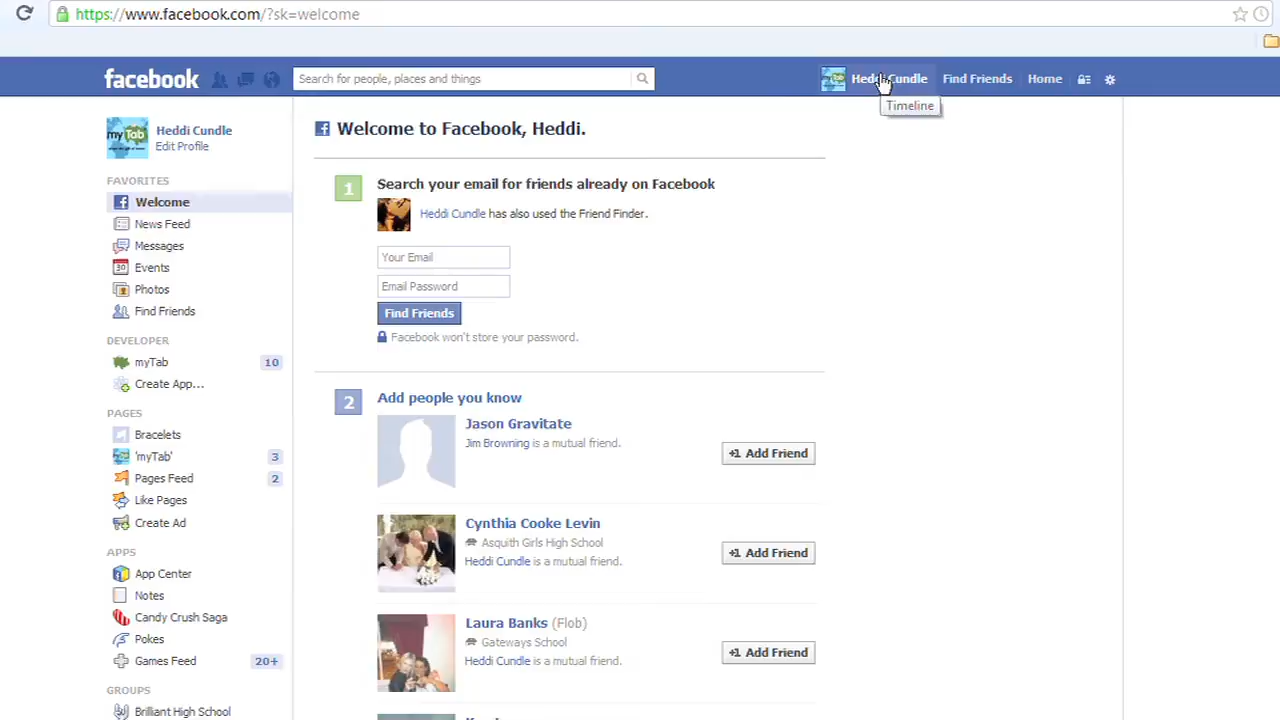 https://www.facebook.com/?sk=welcome
facebook
Search for people, places and things
Heddi Cundle
Find Friends
Home
Timeline
myTab
Heddi Cundle
Edit Profile
FAVORITES
Welcome
News Feed
Messages
Events
Photos
Find Friends
DEVELOPER
myTab 10
Create App...
PAGES
Bracelets
'myTab' 3
Pages Feed 2
Like Pages
Create Ad
APPS
App Center
Notes
Candy Crush Saga
Pokes
Games Feed 20+
GROUPS
Brilliant High School
Welcome to Facebook, Heddi.
1
Search your email for friends already on Facebook
Heddi Cundle has also used the Friend Finder.
Your Email
Email Password
Find Friends
Facebook won't store your password.
2
Add people you know
Jason Gravitate
Jim Browning is a mutual friend.
+1 Add Friend
Cynthia Cooke Levin
Asquith Girls High School
Heddi Cundle is a mutual friend.
+1 Add Friend
Laura Banks (Flob)
Gateways School
Heddi Cundle is a mutual friend.
+1 Add Friend